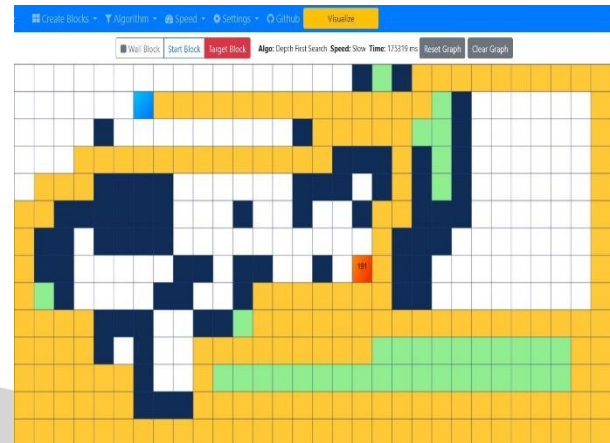 Create Blocks Algorithm Speed Settings Github Visualize
Wall Block Start Block Target Block Algo: Depth First Search Speed: Slow Time: 175319 ms Reset Graph Clear Graph
191